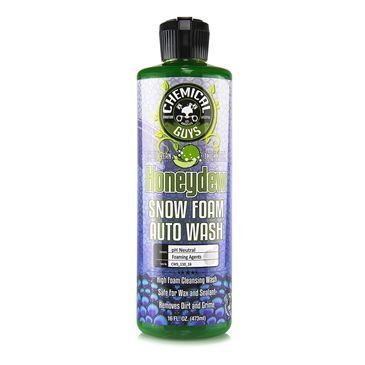 CHEMICAL
GUYS
Honeydew
SNOW FOAM
AUTO WASH
pH Neutral
Foaming Agents
CWS_110_16
High Foam Cleansing Wash
Safe For Wax and Sealant
Removes Dirt and Grime
16 FL. OZ. (473ml)